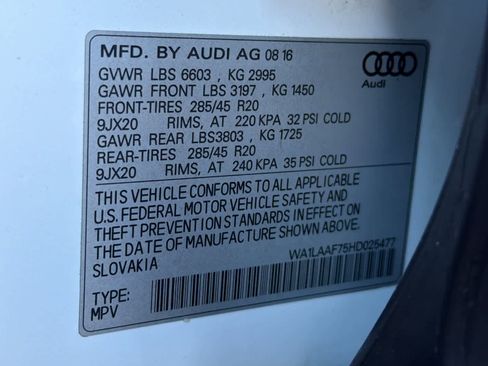 MFD. BY AUDI AG 08 16
GVWR LBS 6603 , KG 2995
GAWR FRONT LBS 3197 , KG 1450
FRONT-TIRES 285/45 R20
9JX20 RIMS, AT 220 KPA 32 PSI COLD
GAWR REAR LBS3803 , KG 1725
REAR-TIRES 285/45 R20
9JX20 RIMS, AT 240 KPA 35 PSI COLD
THIS VEHICLE CONFORMS TO ALL APPLICABLE
U.S. FEDERAL MOTOR VEHICLE SAFETY AND
THEFT PREVENTION STANDARDS IN EFFECT ON
THE DATE OF MANUFACTURE SHOWN ABOVE.
SLOVAKIA
WA1LAAF75HD025477
TYPE:
MPV
Audi